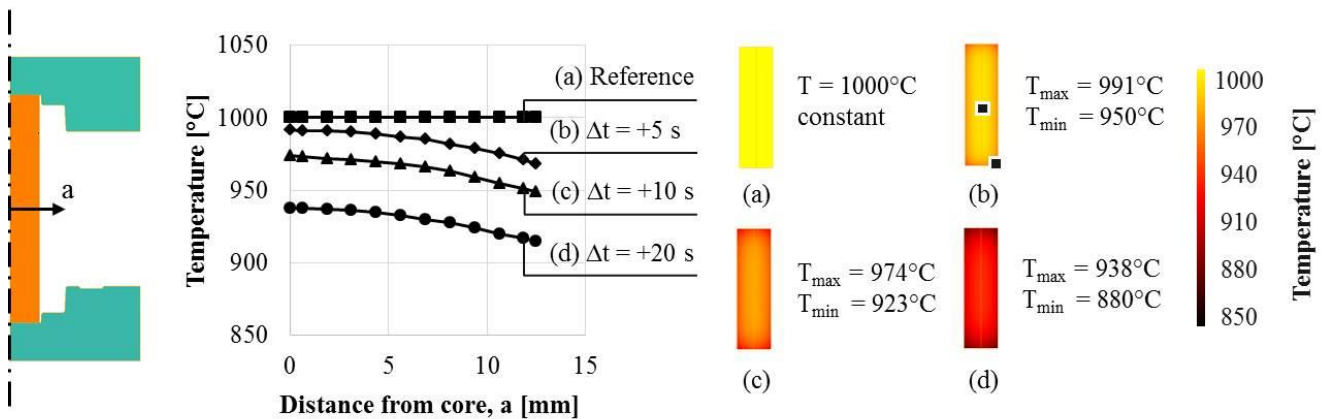 a
Temperature [°C]
1050
1000
950
900
850
0
5
10
15
Distance from core, a [mm]
(a) Reference
(b) Δt = +5 s
(c) Δt = +10 s
(d) Δt = +20 s
T = 1000°C
constant
(a)
Tmax = 991°C
Tmin = 950°C
(b)
Tmax = 974°C
Tmin = 923°C
(c)
Tmax = 938°C
Tmin = 880°C
(d)
1000
970
940
910
880
850
Temperature [°C]